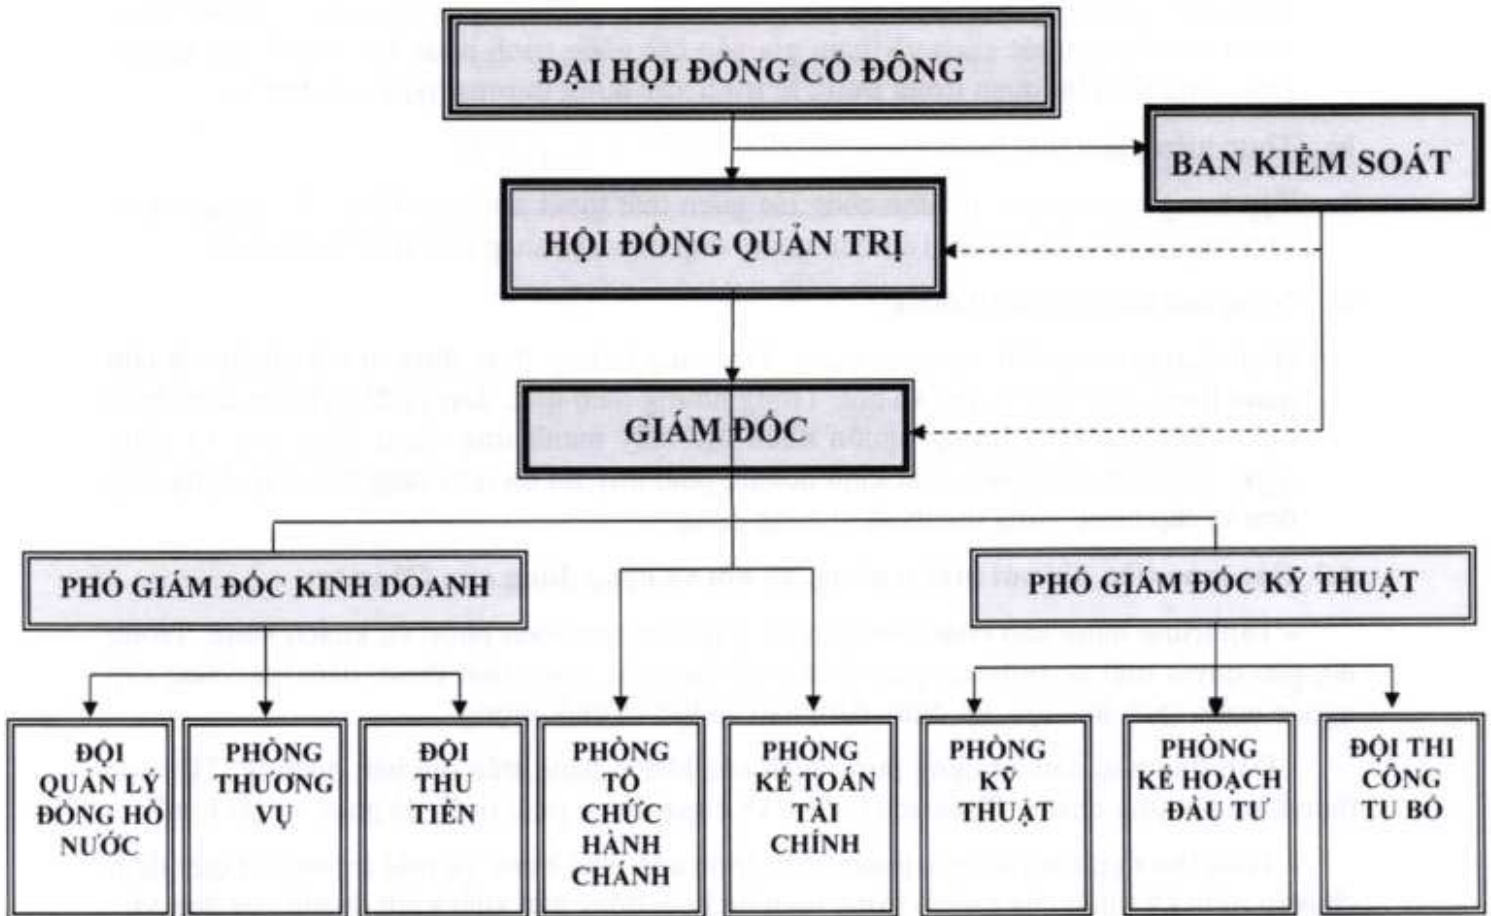 ĐẠI HỘI ĐỒNG CỔ ĐÔNG
BAN KIỂM SOÁT
HỘI ĐỒNG QUẢN TRỊ
GIÁM ĐỐC
PHÓ GIÁM ĐỐC KINH DOANH
PHÓ GIÁM ĐỐC KỸ THUẬT
ĐỘI
QUẢN LÝ
ĐỒNG HỒ
NƯỚC
PHÒNG
THƯƠNG
VỤ
ĐỘI
THU
TIỀN
PHÒNG
TỔ
CHỨC
HÀNH
CHÁNH
PHÒNG
KẾ TOÁN
TÀI
CHÍNH
PHÒNG
KỸ
THUẬT
PHÒNG
KẾ HOẠCH
ĐẦU TƯ
ĐỘI THI
CÔNG
TU BỔ